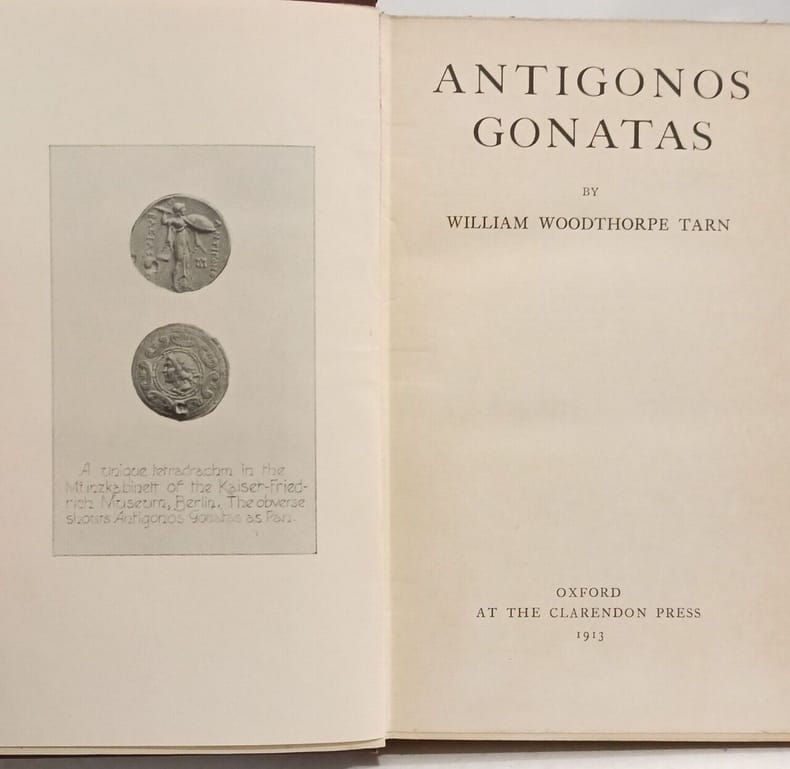 A unique tetradrachm in the
Münzkabinett of the Kaiser-Fried-
rich Museum, Berlin. The obverse
shows Antigonos Gonatas as Pan.
ANTIGONOS
GONATAS
BY
WILLIAM WOODTHORPE TARN
OXFORD
AT THE CLARENDON PRESS
1913